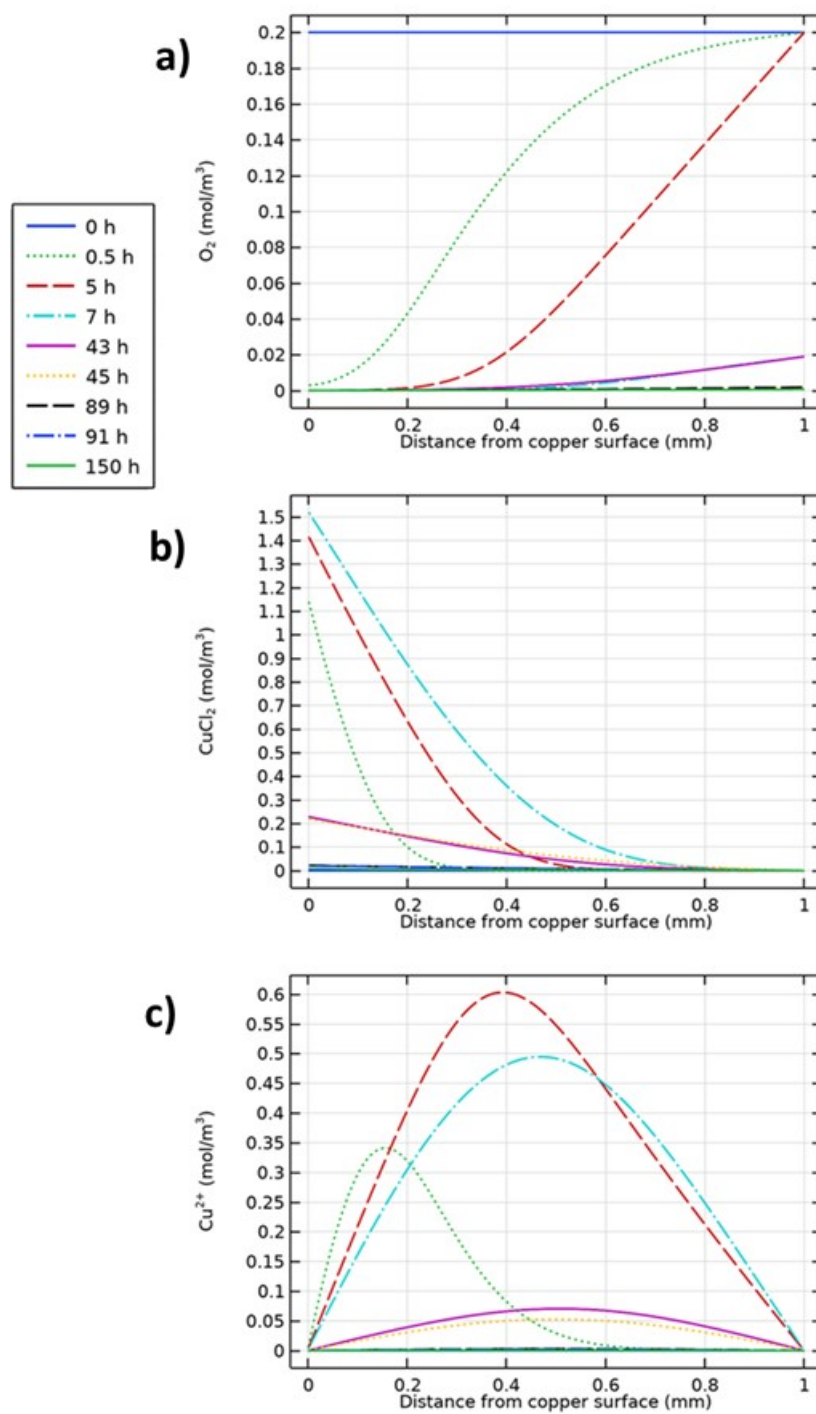 a)
0.2
0.18
0.16
0.14
0.12
0.1
0.08
0.06
0.04
0.02
0
O₂ (mol/m³)
0 0.2 0.4 0.6 0.8 1
Distance from copper surface (mm)
0 h
0.5 h
5 h
7 h
43 h
45 h
89 h
91 h
150 h
b)
1.5
1.4
1.3
1.2
1.1
1
0.9
0.8
0.7
0.6
0.5
0.4
0.3
0.2
0.1
0
CuCl₂ (mol/m³)
0 0.2 0.4 0.6 0.8 1
Distance from copper surface (mm)
c)
0.6
0.55
0.5
0.45
0.4
0.35
0.3
0.25
0.2
0.15
0.1
0.05
0
Cu²⁺ (mol/m³)
0 0.2 0.4 0.6 0.8 1
Distance from copper surface (mm)